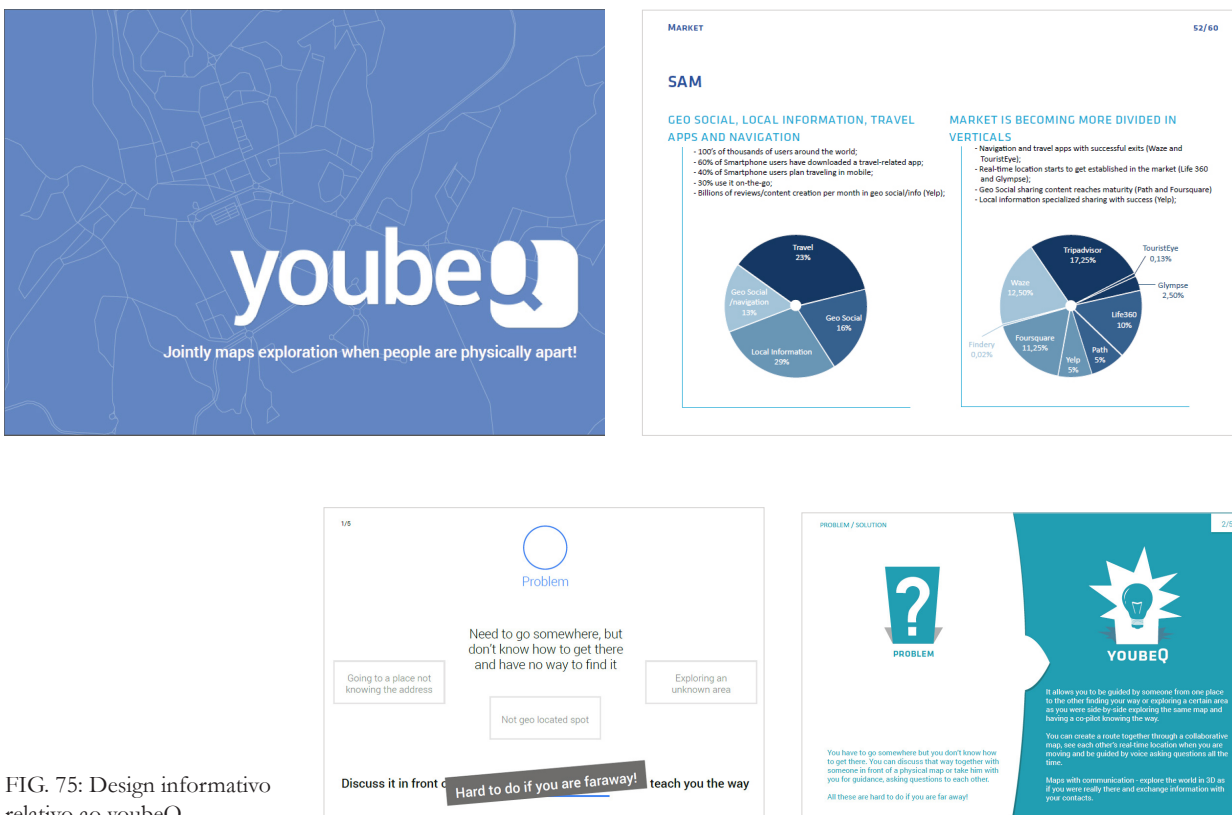 youbeQ
Jointly maps exploration when people are physically apart!
MARKET
52/60
SAM
GEO SOCIAL, LOCAL INFORMATION, TRAVEL
APPS AND NAVIGATION
- 100's of thousands of users around the world;
- 60% of Smartphone users have downloaded a travel-related app;
- 40% of Smartphone users plan traveling in mobile;
- 30% use it on-the-go;
- Billions of reviews/content creation per month in geo social/info (Yelp);
Travel
23%
Geo Social
/navigation
13%
Geo Social
16%
Local Information
29%
MARKET IS BECOMING MORE DIVIDED IN
VERTICALS
- Navigation and travel apps with successful exits (Waze and
TouristEye);
- Real-time location starts to get established in the market (Life 360
and Glympse);
- Geo Social sharing content reaches maturity (Path and Foursquare)
- Local information specialized sharing with success (Yelp);
Tripadvisor
17,25%
TouristEye
0,13%
Glympse
2,50%
Waze
12,50%
Life360
10%
Findery
0,02%
Foursquare
11,25%
Path
5%
Yelp
5%
1/5
Problem
Need to go somewhere, but
don't know how to get there
and have no way to find it
Going to a place not
knowing the address
Exploring an
unknown area
Not geo located spot
Discuss it in front
Hard to do if you are faraway!
teach you the way
PROBLEM / SOLUTION
2/5
?
PROBLEM
YOUBEQ
You have to go somewhere but you don't know how
to get there. You can discuss that way together with
someone in front of a physical map or take him with
you for guidance, asking questions to each other.
All these are hard to do if you are far away!
It allows you to be guided by someone from one place
to the other finding your way or exploring a certain area
as you were side-by-side exploring the same map and
having a co-pilot knowing the way.
You can create a route together through a collaborative
map, see each other's real-time location when you are
moving and be guided by voice asking questions all the
time.
Maps with communication - explore the world in 3D as
if you were really there and exchange information with
your contacts.
FIG. 75: Design informativo
relativo ao youbeQ